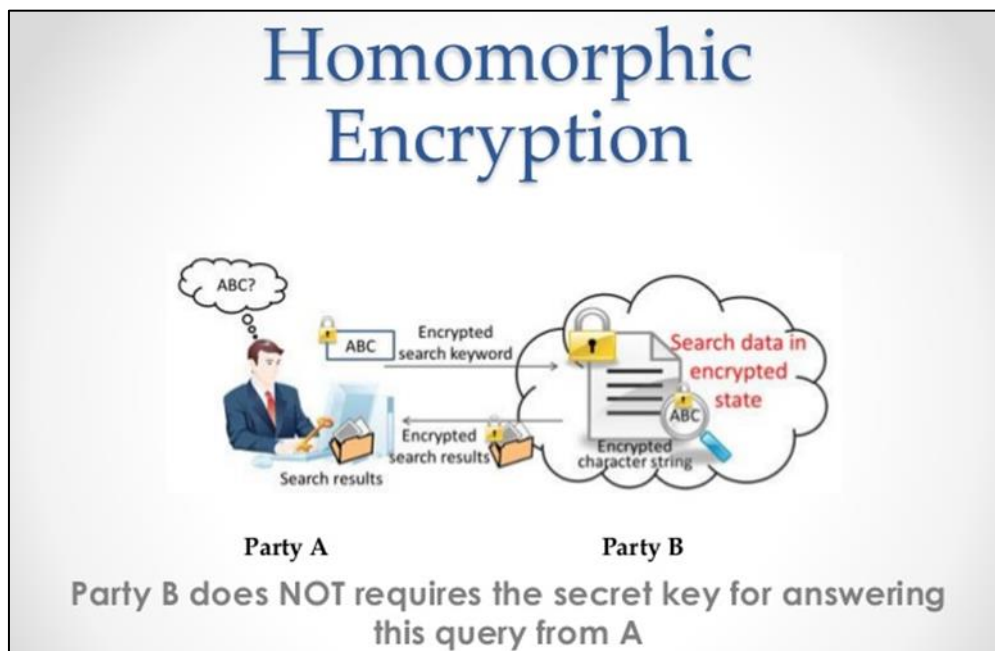 Homomorphic
Encryption
ABC?
ABC
Encrypted
search keyword
Search data in
encrypted
state
ABC
Encrypted
search results
Encrypted
character string
Search results
Party A
Party B
Party B does NOT requires the secret key for answering
this query from A